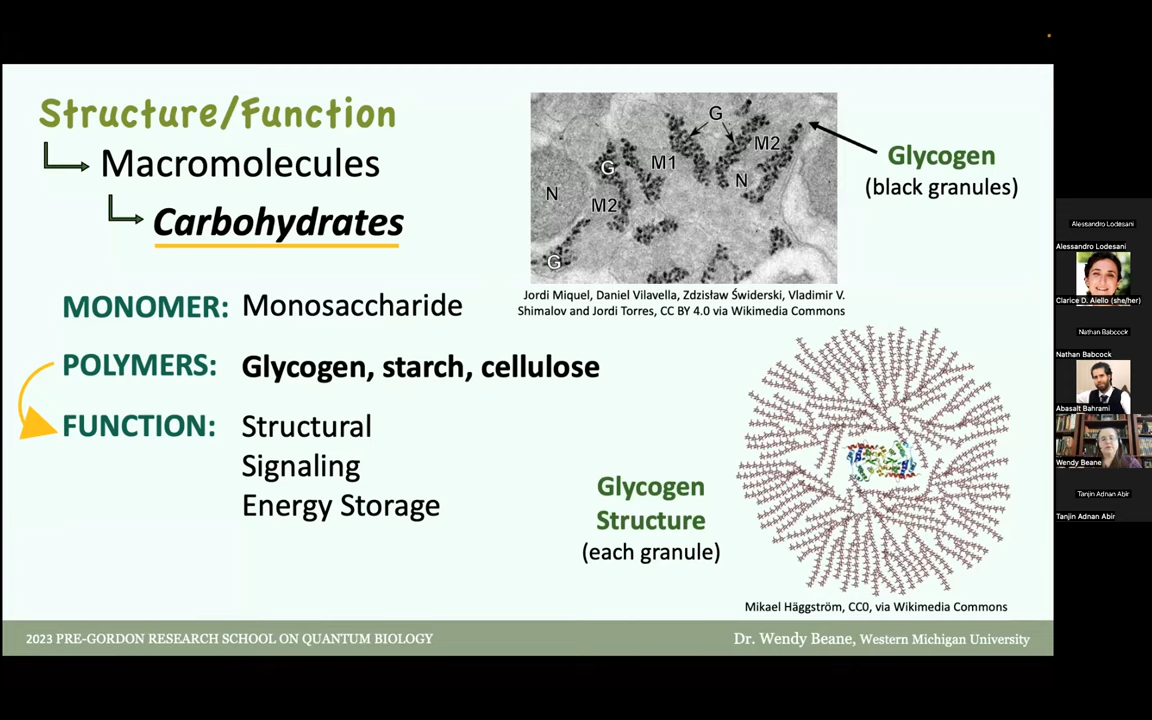 Structure/Function
Macromolecules
Carbohydrates
MONOMER: Monosaccharide
POLYMERS: Glycogen, starch, cellulose
FUNCTION: Structural
Signaling
Energy Storage
G
M2
M1
G
N
N
M2
G
Glycogen
(black granules)
Jordi Miquel, Daniel Vilavella, Zdzisław Świderski, Vladimir V.
Shimalov and Jordi Torres, CC BY 4.0 via Wikimedia Commons
Glycogen
Structure
(each granule)
Mikael Häggström, CC0, via Wikimedia Commons
2023 PRE-GORDON RESEARCH SCHOOL ON QUANTUM BIOLOGY
Dr. Wendy Beane, Western Michigan University
Alessandro Lodesani
Alessandro Lodesani
Clarice D. Aiello (she/her)
Nathan Babcock
Nathan Babcock
Abasalt Bahrami
Wendy Beane
Tanjin Adnan Abir
Tanjin Adnan Abir